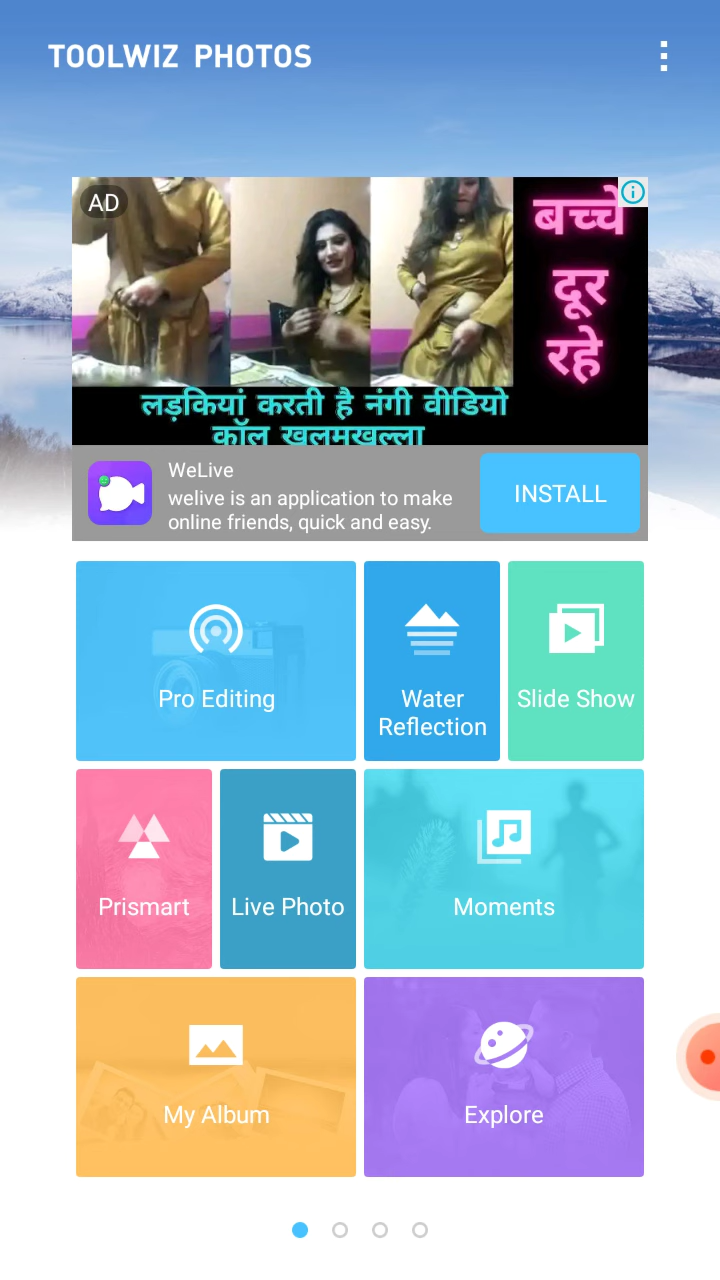 TOOLWIZ PHOTOS
AD
बच्चे
दूर
रहे
लड़कियां करती है नंगी वीडियो
कॉल खुलमखुल्ला
WeLive
welive is an application to make
online friends, quick and easy.
INSTALL
Pro Editing
Water
Reflection
Slide Show
Prismart
Live Photo
Moments
My Album
Explore